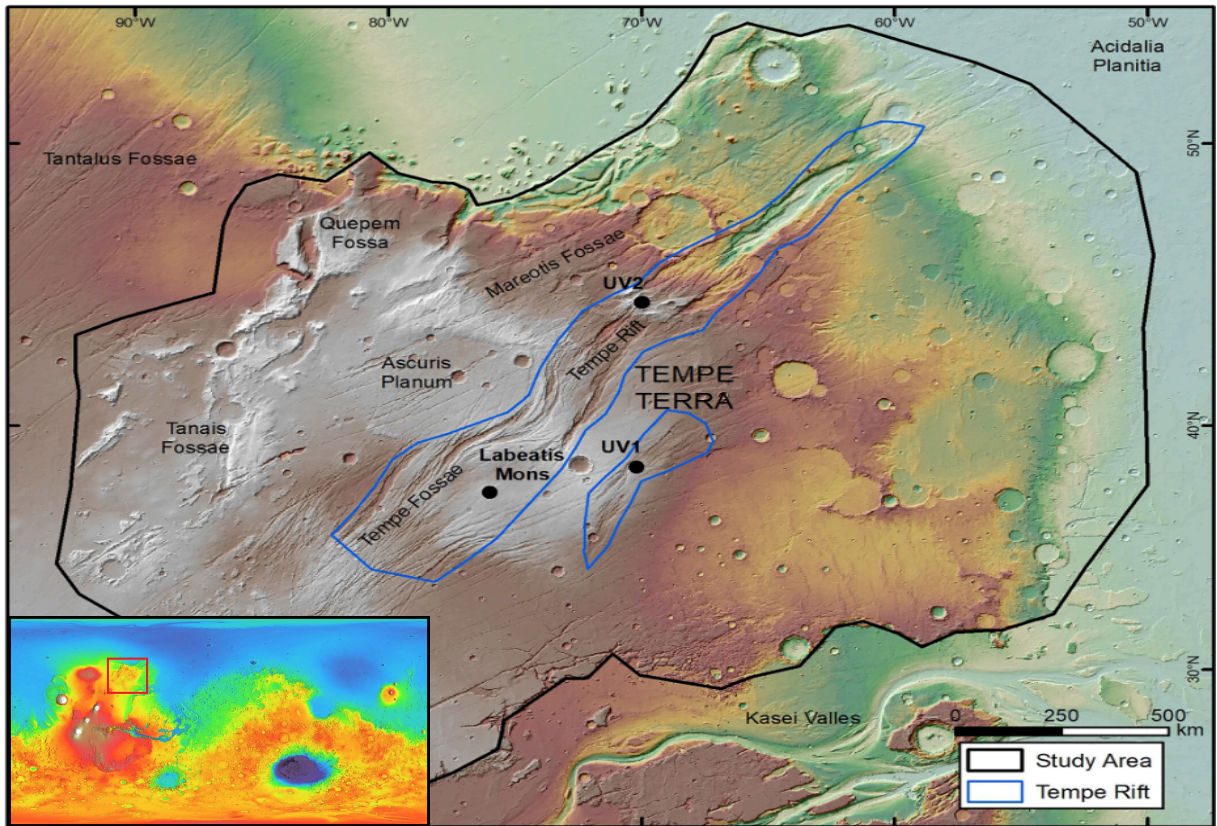 90°W
80°W
70°W
60°W
50°W
Acidalia
Planitia
50°N
Tantalus Fossae
Quepem
Fossa
Mareotis Fossae
UV2
Tempe Rift
Ascuris
Planum
TEMPE
TERRA
40°N
Tanais
Fossae
UV1
Labeatis
Mons
Tempe Fossae
30°N
Kasei Valles
0 250 500
km
Study Area
Tempe Rift